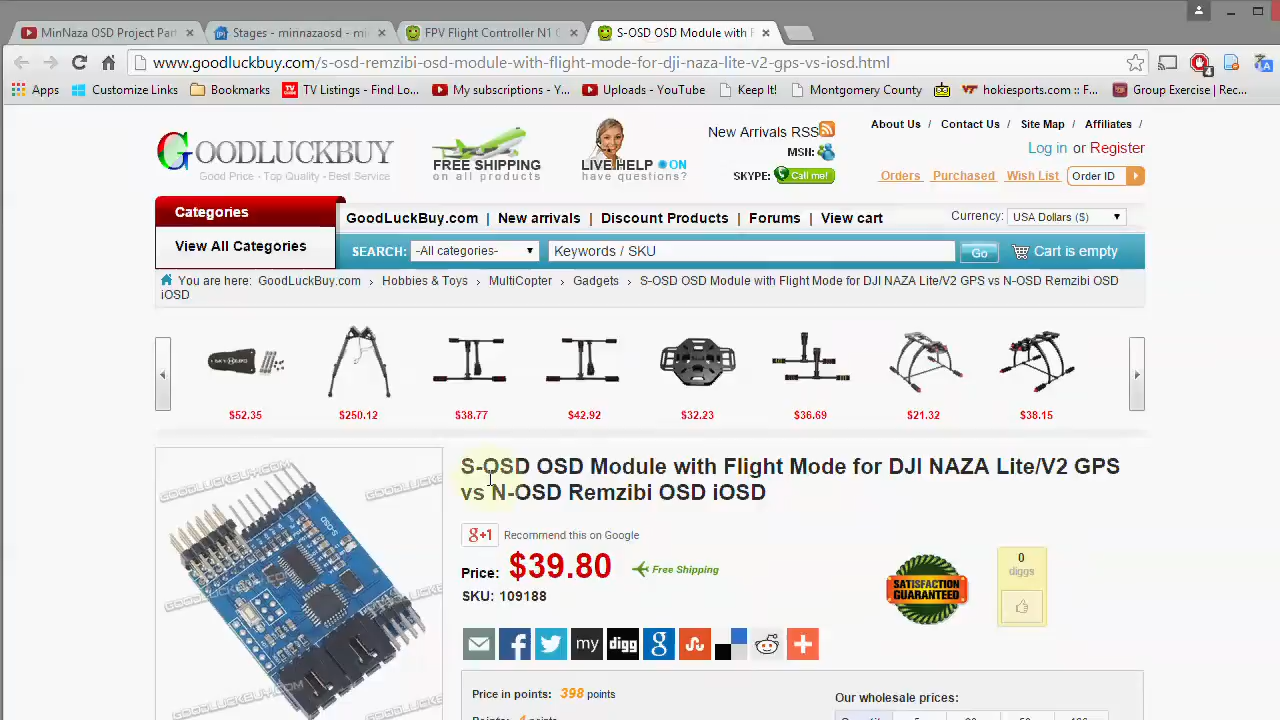 MinNaza OSD Project Part
Stages - minnazaosd - mi
FPV Flight Controller N1 C
S-OSD OSD Module with F
www.goodluckbuy.com/s-osd-remzibi-osd-module-with-flight-mode-for-dji-naza-lite-v2-gps-vs-iosd.html
4
Apps Customize Links Bookmarks TV Listings - Find Lo... My subscriptions - Y... Uploads - YouTube Keep It! Montgomery County hokiesports.com :: F... Group Exercise | Rec...
GOODLUCKBUY
Good Price - Top Quality - Best Service
FREE SHIPPING
on all products
LIVE HELP ON
have questions?
New Arrivals RSS
MSN:
SKYPE: Call me!
About Us / Contact Us / Site Map / Affiliates /
Log in or Register
Orders Purchased Wish List Order ID
Categories
View All Categories
GoodLuckBuy.com | New arrivals | Discount Products | Forums | View cart
Currency: USA Dollars ($)
SEARCH: -All categories- Keywords / SKU Go Cart is empty
You are here: GoodLuckBuy.com › Hobbies & Toys › MultiCopter › Gadgets › S-OSD OSD Module with Flight Mode for DJI NAZA Lite/V2 GPS vs N-OSD Remzibi OSD
iOSD
$52.35 $250.12 $38.77 $42.92 $32.23 $36.69 $21.32 $38.15
GOODLUCKBUY.COM
S-OSD
S-OSD OSD Module with Flight Mode for DJI NAZA Lite/V2 GPS
vs N-OSD Remzibi OSD iOSD
g+1 Recommend this on Google
Price: $39.80 Free Shipping
SKU: 109188
SATISFACTION
GUARANTEED
0
diggs
my digg g
Price in points: 398 points
Our wholesale prices: